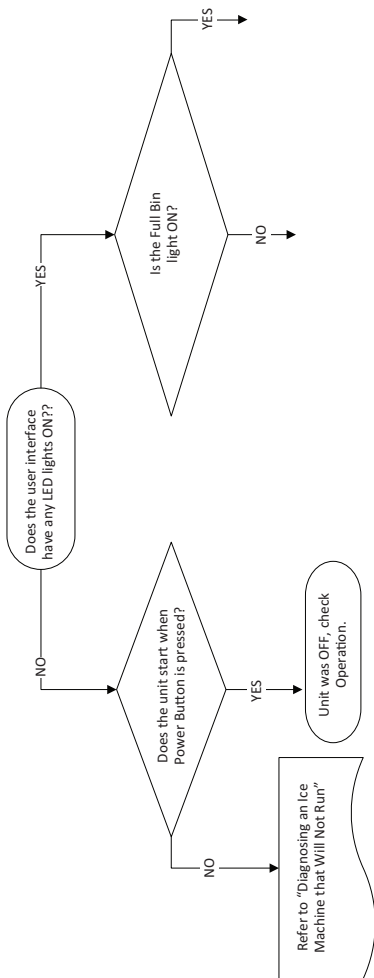 Does the user interface
have any LED lights ON??
NO
YES
Does the unit start when
Power Button is pressed?
Is the Full Bin
light ON?
NO
YES
NO
YES
Refer to “Diagnosing an Ice
Machine that Will Not Run”
Unit was OFF, check
Operation.